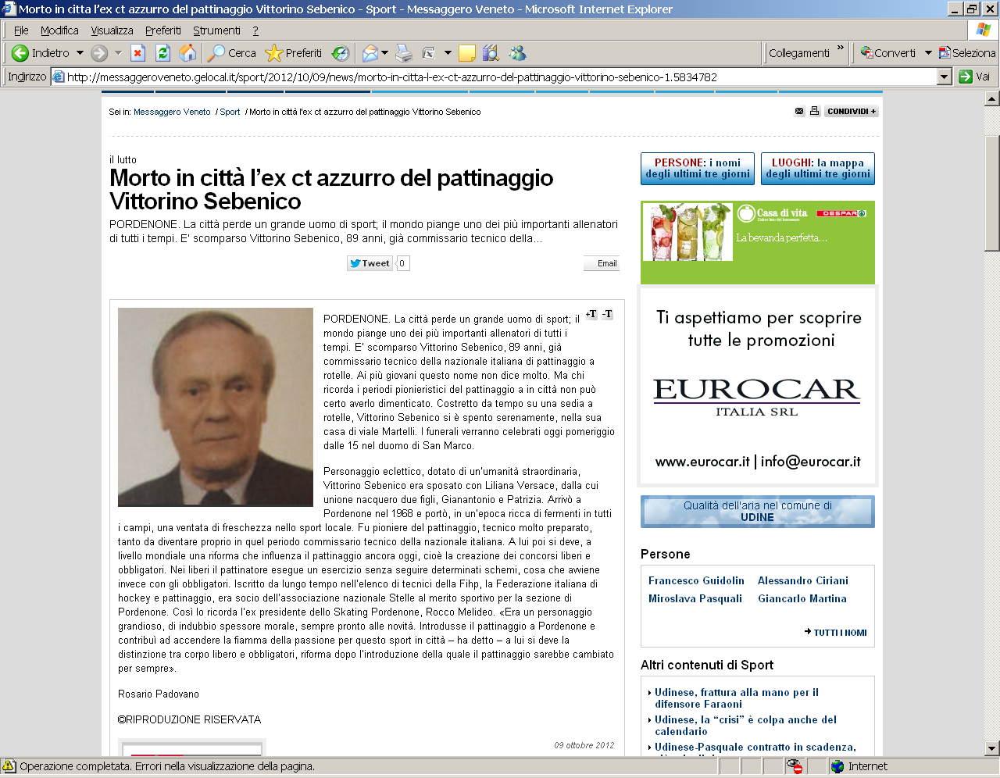 Morto in citta l'ex ct azzurro del pattinaggio Vittorino Sebenico - Sport - Messaggero Veneto - Microsoft Internet Explorer
File Modifica Visualizza Preferiti Strumenti ?
Indietro Cerca Preferiti Collegamenti » Converti Seleziona
Indirizzo http://messaggeroveneto.gelocal.it/sport/2012/10/09/news/morto-in-citta-l-ex-ct-azzurro-del-pattinaggio-vittorino-sebenico-1.5834782 Vai
Sei in: Messaggero Veneto / Sport / Morto in città l'ex ct azzurro del pattinaggio Vittorino Sebenico
CONDIVIDI +
il lutto
Morto in città l'ex ct azzurro del pattinaggio
Vittorino Sebenico
PORDENONE. La città perde un grande uomo di sport; il mondo piange uno dei più importanti allenatori
di tutti i tempi. E' scomparso Vittorino Sebenico, 89 anni, già commissario tecnico della...
Tweet 0 Email
+T -T
PORDENONE. La città perde un grande uomo di sport; il
mondo piange uno dei più importanti allenatori di tutti i
tempi. E' scomparso Vittorino Sebenico, 89 anni, già
commissario tecnico della nazionale italiana di pattinaggio a
rotelle. Ai più giovani questo nome non dice molto. Ma chi
ricorda i periodi pionieristici del pattinaggio a in città non può
certo averlo dimenticato. Costretto da tempo su una sedia a
rotelle, Vittorino Sebenico si è spento serenamente, nella sua
casa di viale Martelli. I funerali verranno celebrati oggi pomeriggio
dalle 15 nel duomo di San Marco.
Personaggio eclettico, dotato di un'umanità straordinaria,
Vittorino Sebenico era sposato con Liliana Versace, dalla cui
unione nacquero due figli, Gianantonio e Patrizia. Arrivò a
Pordenone nel 1968 e portò, in un'epoca ricca di fermenti in tutti
i campi, una ventata di freschezza nello sport locale. Fu pioniere del pattinaggio, tecnico molto preparato,
tanto da diventare proprio in quel periodo commissario tecnico della nazionale italiana. A lui poi si deve, a
livello mondiale una riforma che influenza il pattinaggio ancora oggi, cioè la creazione dei concorsi liberi e
obbligatori. Nei liberi il pattinatore esegue un esercizio senza seguire determinati schemi, cosa che avviene
invece con gli obbligatori. Iscritto da lungo tempo nell'elenco di tecnici della Fihp, la Federazione italiana di
hockey e pattinaggio, era socio dell'associazione nazionale Stelle al merito sportivo per la sezione di
Pordenone. Così lo ricorda l'ex presidente dello Skating Pordenone, Rocco Melideo. «Era un personaggio
grandioso, di indubbio spessore morale, sempre pronto alle novità. Introdusse il pattinaggio a Pordenone e
contribuì ad accendere la fiamma della passione per questo sport in città – ha detto – a lui si deve la
distinzione tra corpo libero e obbligatori, riforma dopo l'introduzione della quale il pattinaggio sarebbe cambiato
per sempre».
Rosario Padovano
©RIPRODUZIONE RISERVATA
09 ottobre 2012
PERSONE: i nomi
degli ultimi tre giorni
LUOGHI: la mappa
degli ultimi tre giorni
Casa di vita
DESPAR
La bevanda perfetta...
Ti aspettiamo per scoprire
tutte le promozioni
EUROCAR
ITALIA SRL
www.eurocar.it | info@eurocar.it
Qualità dell'aria nel comune di
UDINE
Persone
Francesco Guidolin Alessandro Ciriani
Miroslava Pasquali Giancarlo Martina
TUTTI I NOMI
Altri contenuti di Sport
Udinese, frattura alla mano per il
difensore Faraoni
Udinese, la “crisi” è colpa anche del
calendario
Udinese-Pasquale contratto in scadenza,
Operazione completata. Errori nella visualizzazione della pagina. Internet